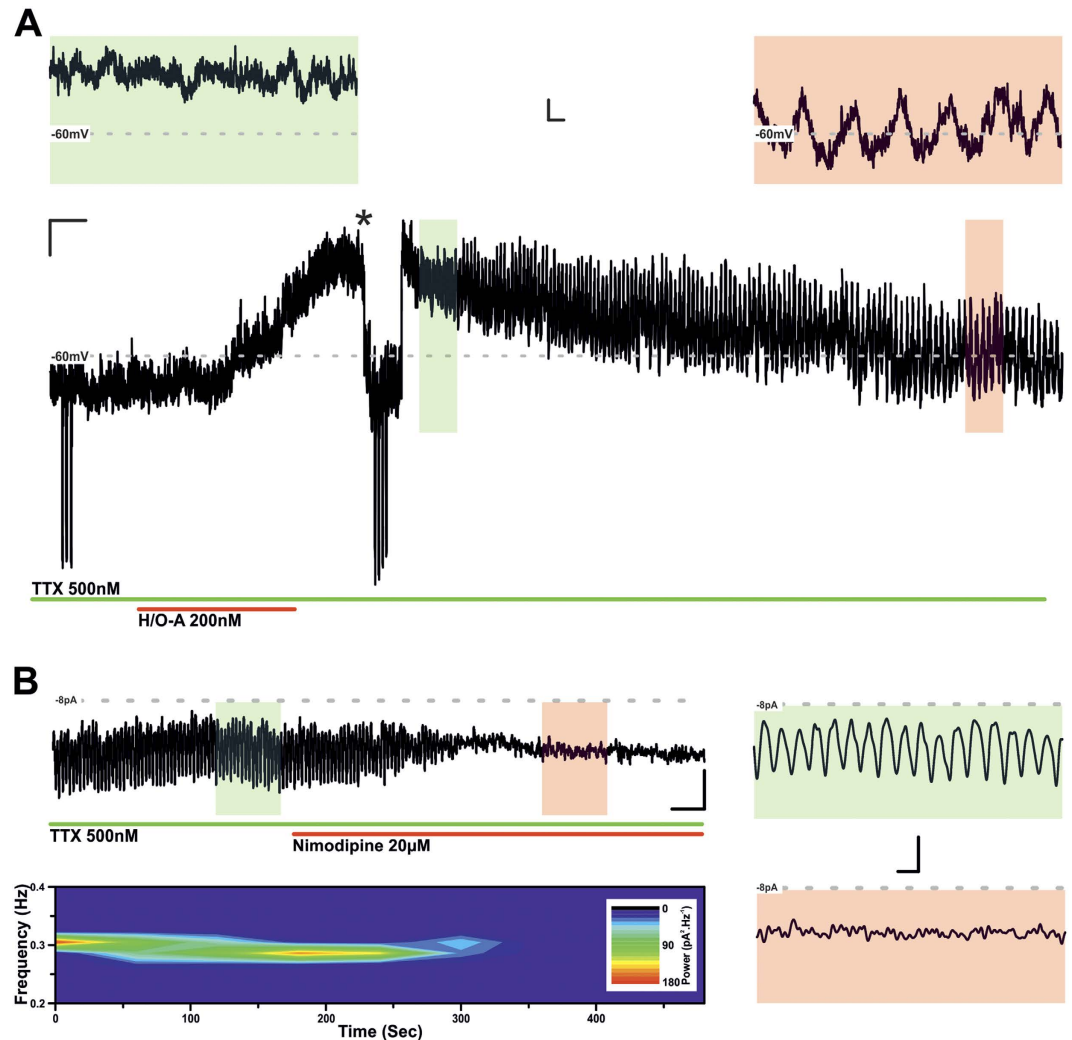 A
-60mV
-60mV
*
-60mV
TTX 500nM
H/O-A 200nM
B
-8pA
-8pA
TTX 500nM
Nimodipine 20µM
-8pA
Frequency (Hz)
0.4
0.3
0.2
0
90
180
Power (pA².Hz⁻¹)
0
100
200
300
400
Time (Sec)